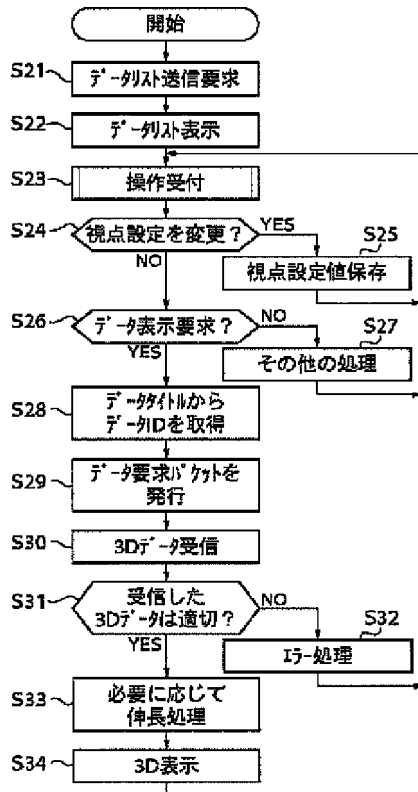 開始
S21
データリスト送信要求
S22
データリスト表示
S23
操作受付
S24
視点設定を変更?
YES
S25
NO
視点設定値保存
S26
データ表示要求?
NO
S27
YES
その他の処理
S28
データタイトルから
データIDを取得
S29
データ要求パケットを
発行
S30
3Dデータ受信
S31
受信した
3Dデータは適切?
NO
S32
YES
エラー処理
S33
必要に応じて
伸長処理
S34
3D表示